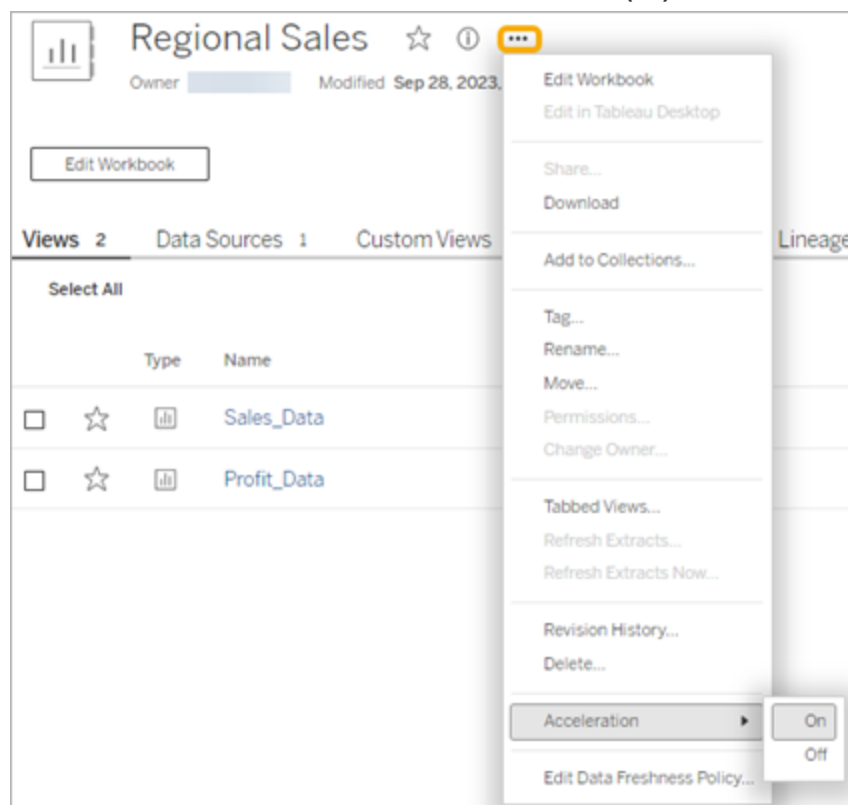 Regional Sales
Owner Modified Sep 28, 2023,
Edit Workbook
Views 2 Data Sources 1 Custom Views Lineage
Select All
Type Name
Sales_Data
Profit_Data
Edit Workbook
Edit in Tableau Desktop
Share...
Download
Add to Collections...
Tag...
Rename...
Move...
Permissions...
Change Owner...
Tabbed Views...
Refresh Extracts...
Refresh Extracts Now...
Revision History...
Delete...
Acceleration
On
Off
Edit Data Freshness Policy...